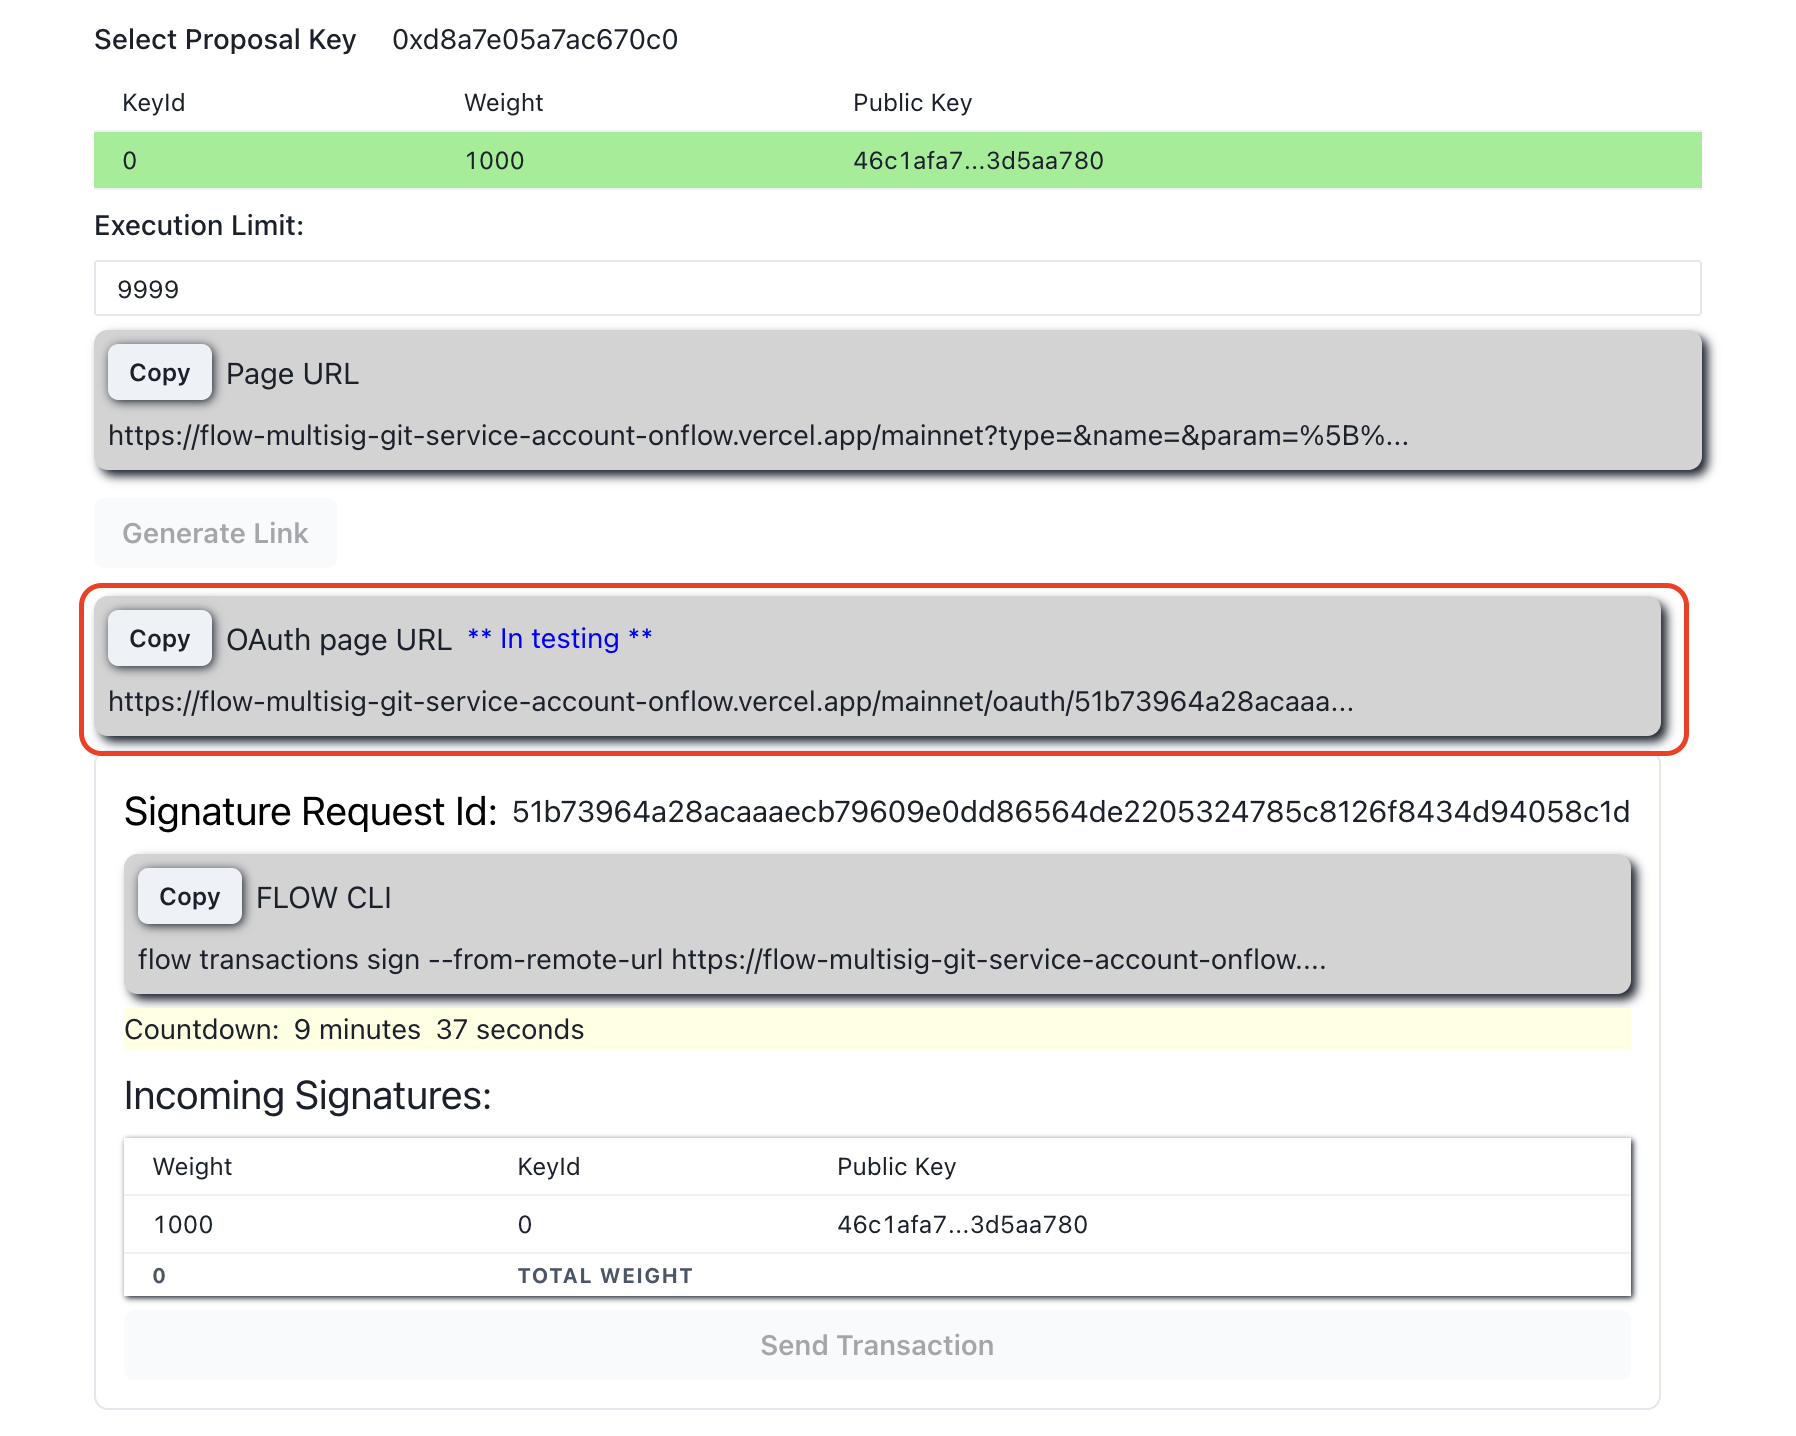 Select Proposal Key 0xd8a7e05a7ac670c0
KeyId Weight Public Key
0 1000 46c1afa7...3d5aa780
Execution Limit:
9999
Copy Page URL
https://flow-multisig-git-service-account-onflow.vercel.app/mainnet?type=&name=&param=%5B%...
Generate Link
Copy OAuth page URL ** In testing **
https://flow-multisig-git-service-account-onflow.vercel.app/mainnet/oauth/51b73964a28acaaa...
Signature Request Id: 51b73964a28acaaaecb79609e0dd86564de2205324785c8126f8434d94058c1d
Copy FLOW CLI
flow transactions sign --from-remote-url https://flow-multisig-git-service-account-onflow....
Countdown: 9 minutes 37 seconds
Incoming Signatures:
Weight KeyId Public Key
1000 0 46c1afa7...3d5aa780
0 TOTAL WEIGHT
Send Transaction